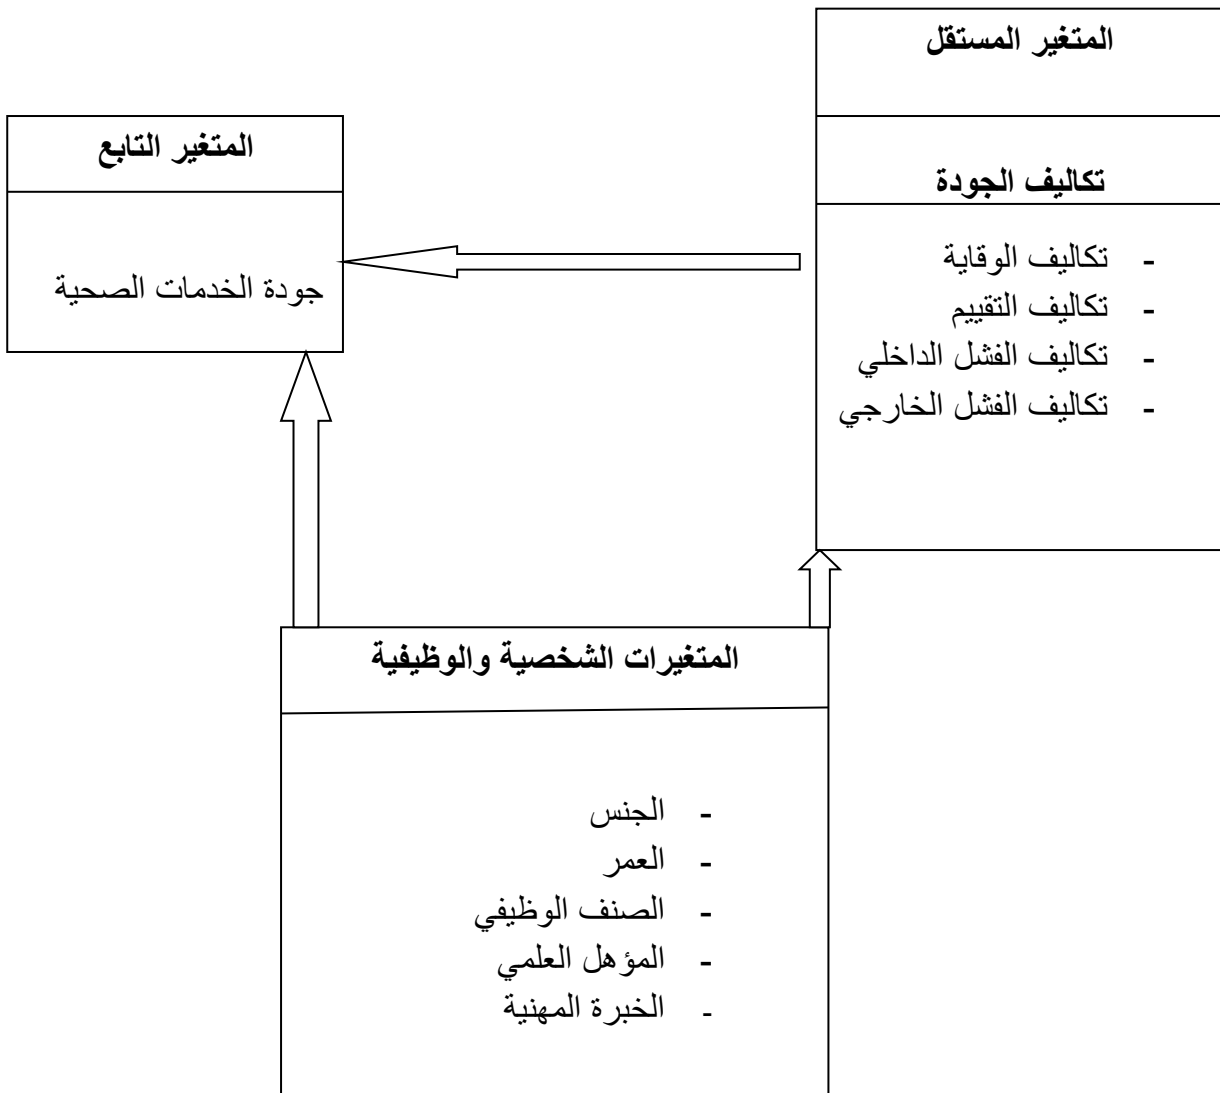 المتغير المستقل
تكاليف الجودة
- تكاليف الوقاية
- تكاليف التقييم
- تكاليف الفشل الداخلي
- تكاليف الفشل الخارجي
المتغير التابع
جودة الخدمات الصحية
المتغيرات الشخصية والوظيفية
- الجنس
- العمر
- الصنف الوظيفي
- المؤهل العلمي
- الخبرة المهنية